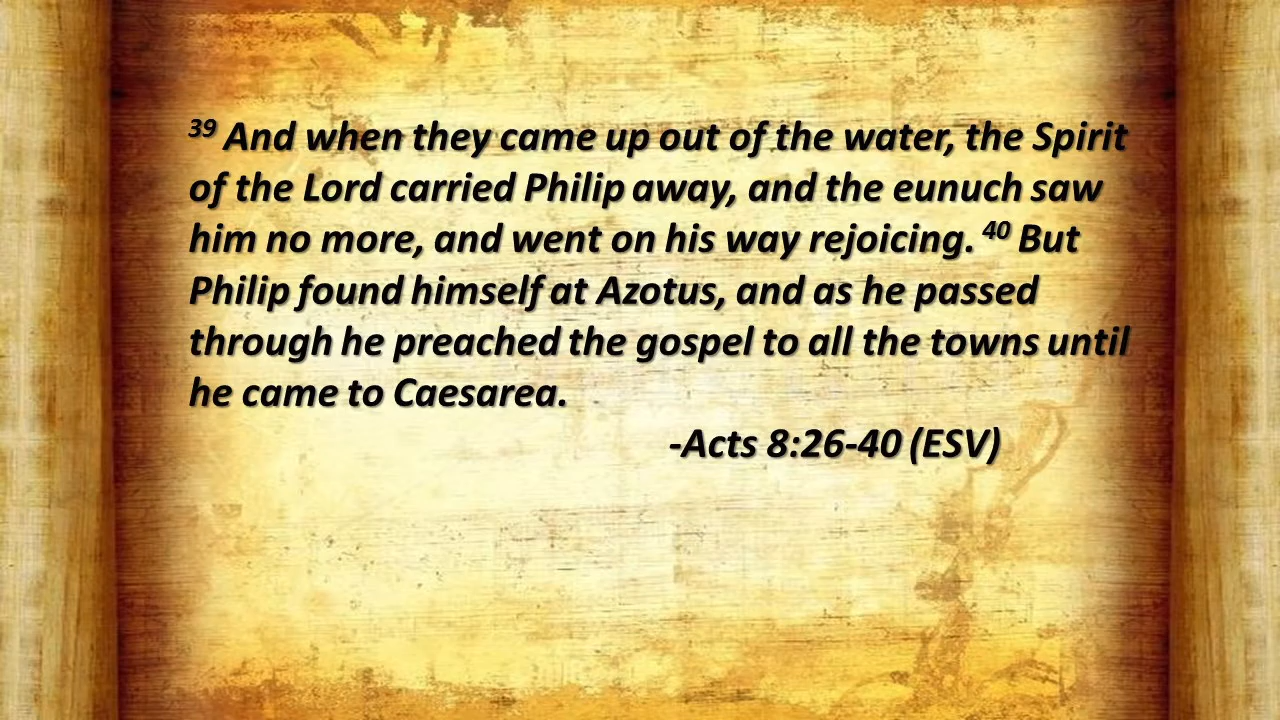 39 And when they came up out of the water, the Spirit
of the Lord carried Philip away, and the eunuch saw
him no more, and went on his way rejoicing. 40 But
Philip found himself at Azotus, and as he passed
through he preached the gospel to all the towns until
he came to Caesarea.
-Acts 8:26-40 (ESV)